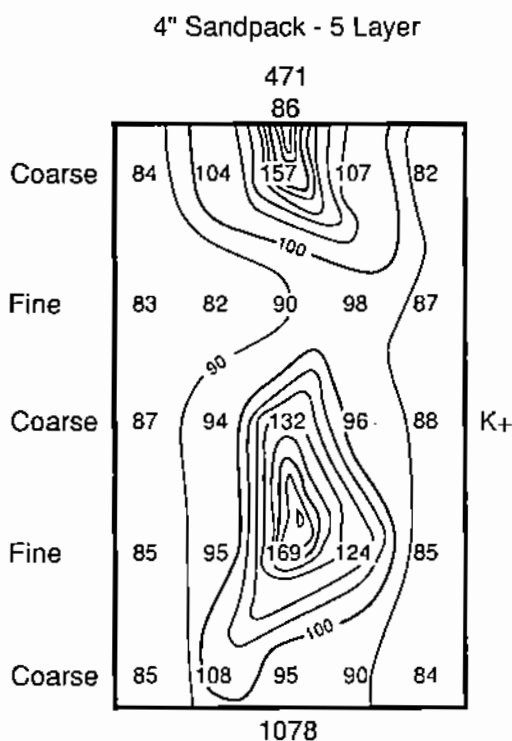 4" Sandpack - 5 Layer
471
86
Coarse 84 104 157 107 82
100
Fine 83 82 90 98 87
90
Coarse 87 94 132 96 88 K+
Fine 85 95 169 124 85
100
Coarse 85 108 95 90 84
1078